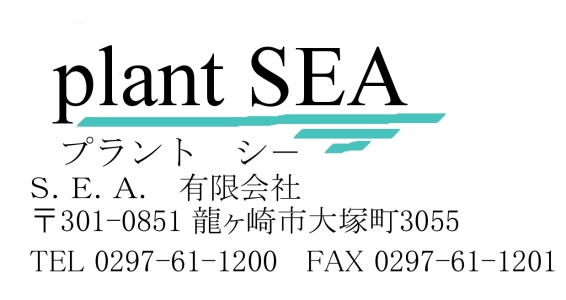 plant SEA
プラント シー
S. E. A. 有限会社
〒301-0851 龍ヶ崎市大塚町3055
TEL 0297-61-1200 FAX 0297-61-1201